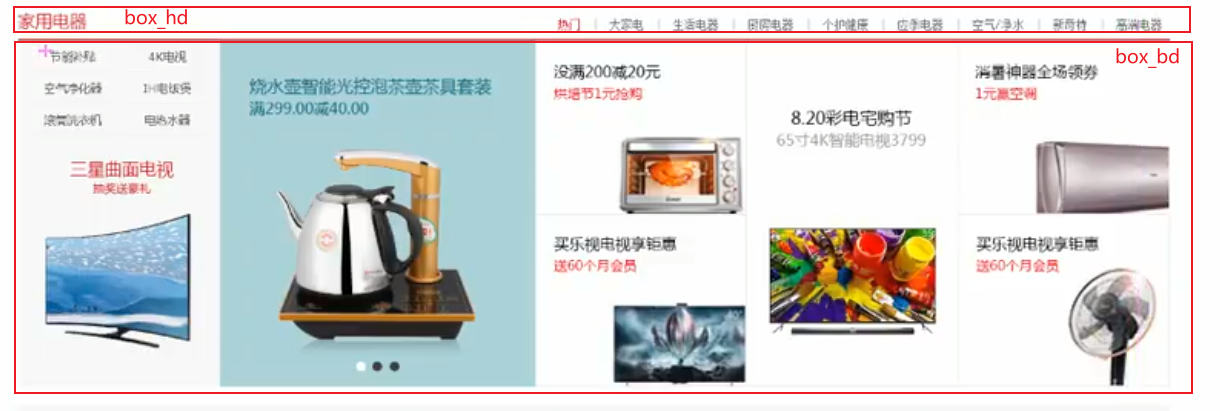 家用电器
box_hd
热门 | 大家电 | 生活电器 | 厨房电器 | 个护健康 | 应季电器 | 空气/净水 | 新奇特 | 高端电器
box_bd
节能补贴 4K电视
空气净化器 IH电饭煲
滚筒洗衣机 电热水器
三星曲面电视
抽奖送豪礼
烧水壶智能光控泡茶壶茶具套装
满299.00减40.00
没满200减20元
烘焙节1元抢购
买乐视电视享钜惠
送60个月会员
8.20彩电宅购节
65寸4K智能电视3799
消暑神器全场领券
1元赢空调
买乐视电视享钜惠
送60个月会员